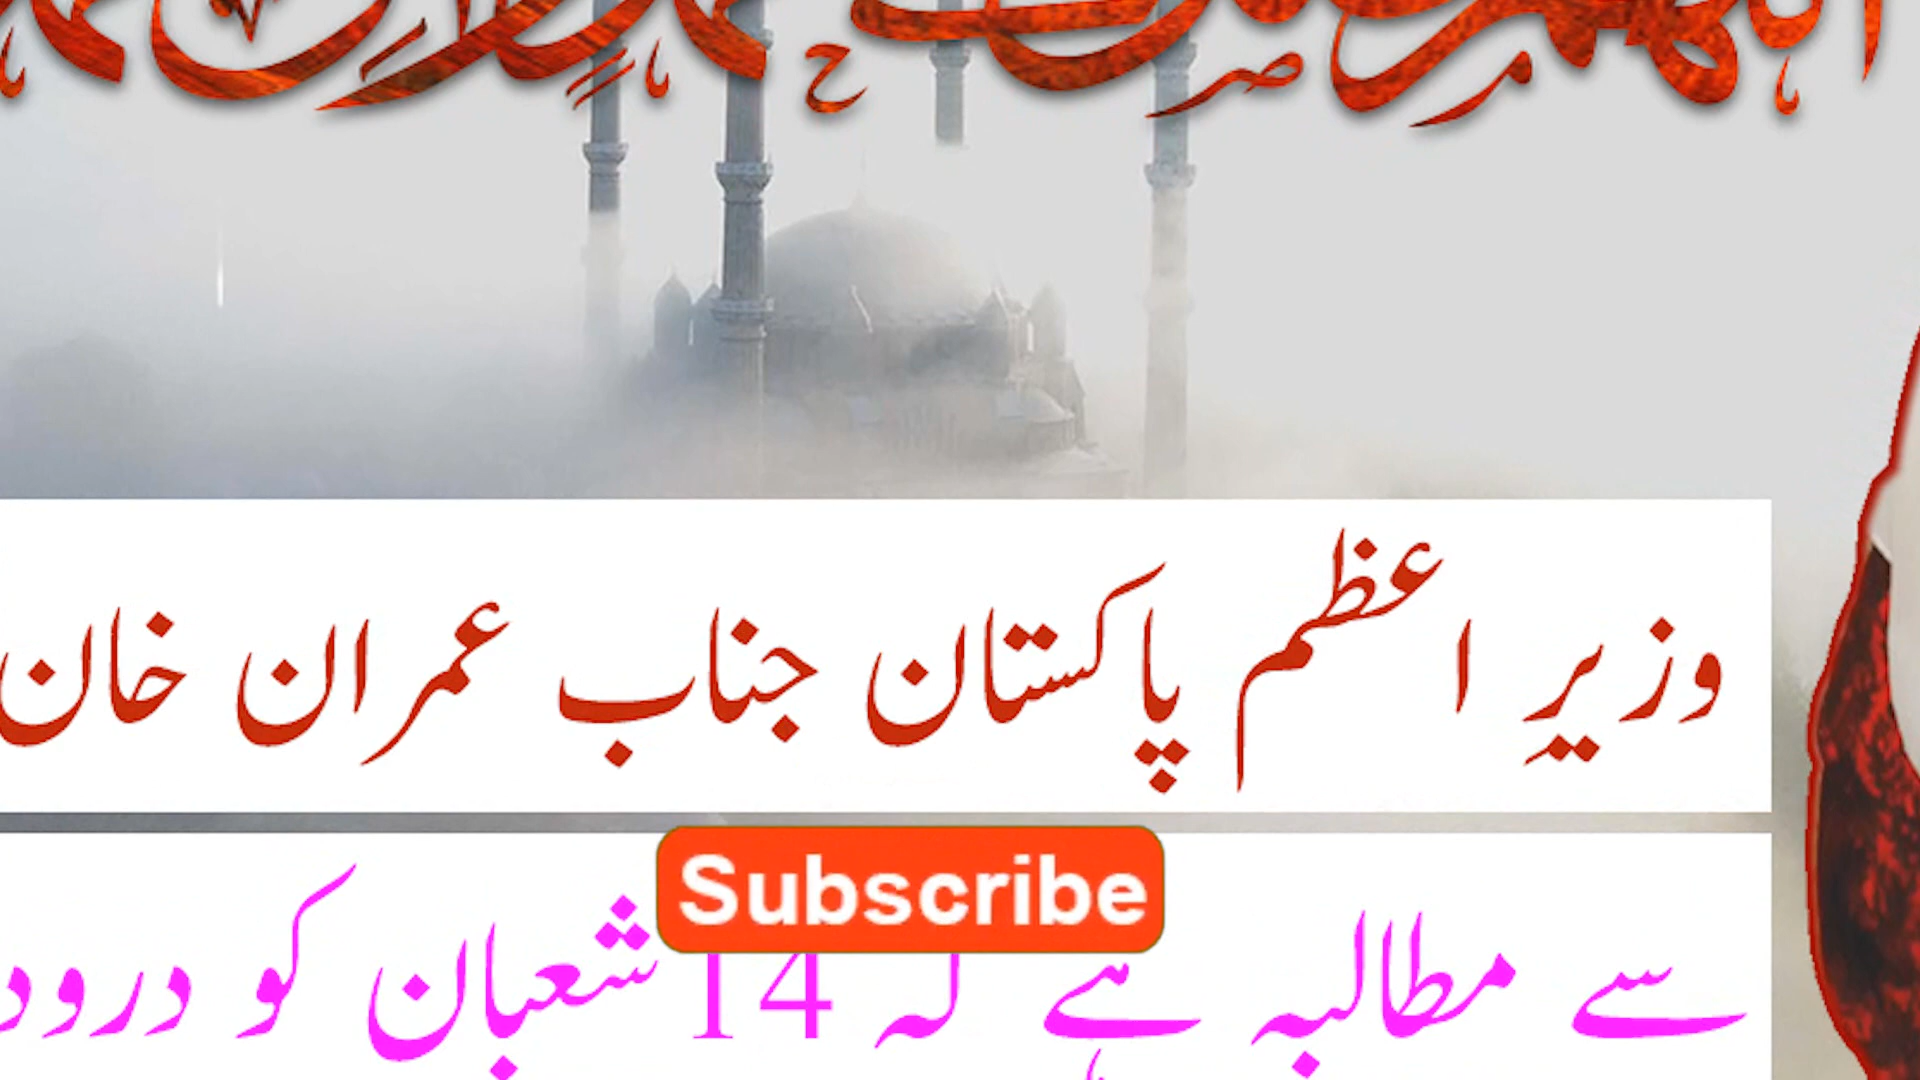 وزیرِ اعظم پاکستان جناب عمران خان
Subscribe
سے مطالبہ ہے کہ 14 شعبان کو درود